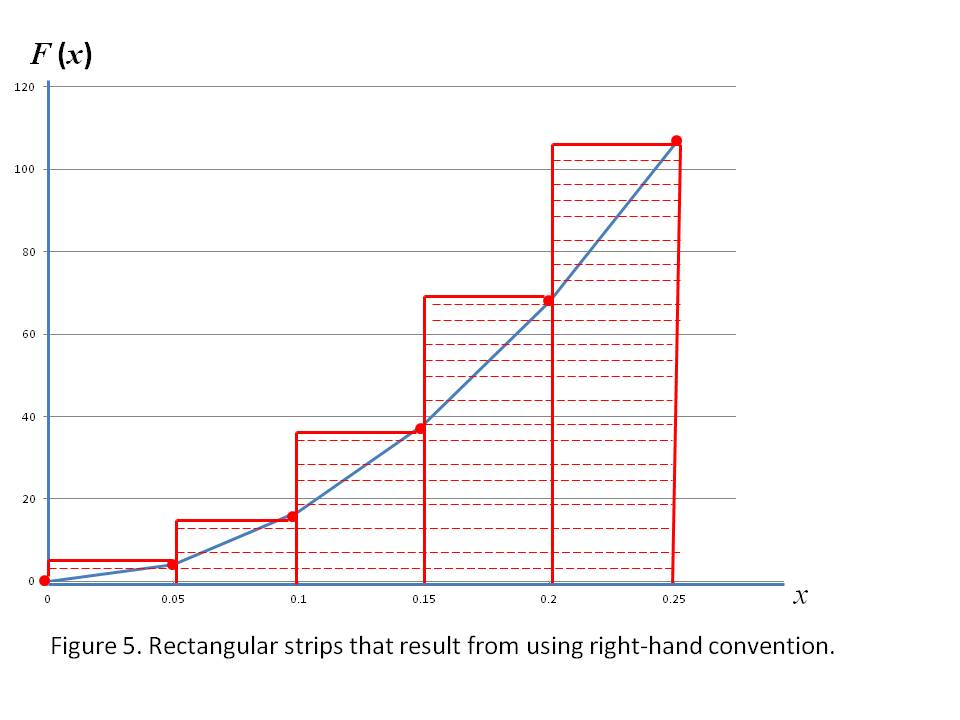 F (x)
120
100
80
60
40
20
0
0 0.05 0.1 0.15 0.2 0.25
x
Figure 5. Rectangular strips that result from using right-hand convention.